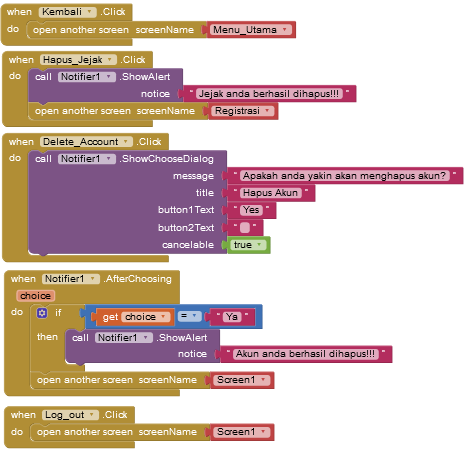 when Kembali .Click
do open another screen screenName " Menu_Utama "
when Hapus_Jejak .Click
do call Notifier1 .ShowAlert
notice " Jejak anda berhasil dihapus!!! "
open another screen screenName " Registrasi "
when Delete_Account .Click
do call Notifier1 .ShowChooseDialog
message " Apakah anda yakin akan menghapus akun? "
title " Hapus Akun "
button1Text " Yes "
button2Text " "
cancelable true
when Notifier1 .AfterChoosing
choice
do if get choice = " Ya "
then call Notifier1 .ShowAlert
notice " Akun anda berhasil dihapus!!! "
open another screen screenName " Screen1 "
when Log_out .Click
do open another screen screenName " Screen1 "